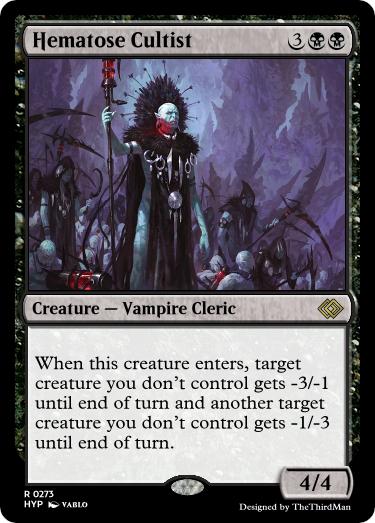 Hematose Cultist 3
Creature — Vampire Cleric
When this creature enters, target
creature you don't control gets -3/-1
until end of turn and another target
creature you don't control gets -1/-3
until end of turn.
4/4
R 0273
HYP VABLO
Designed by TheThirdMan